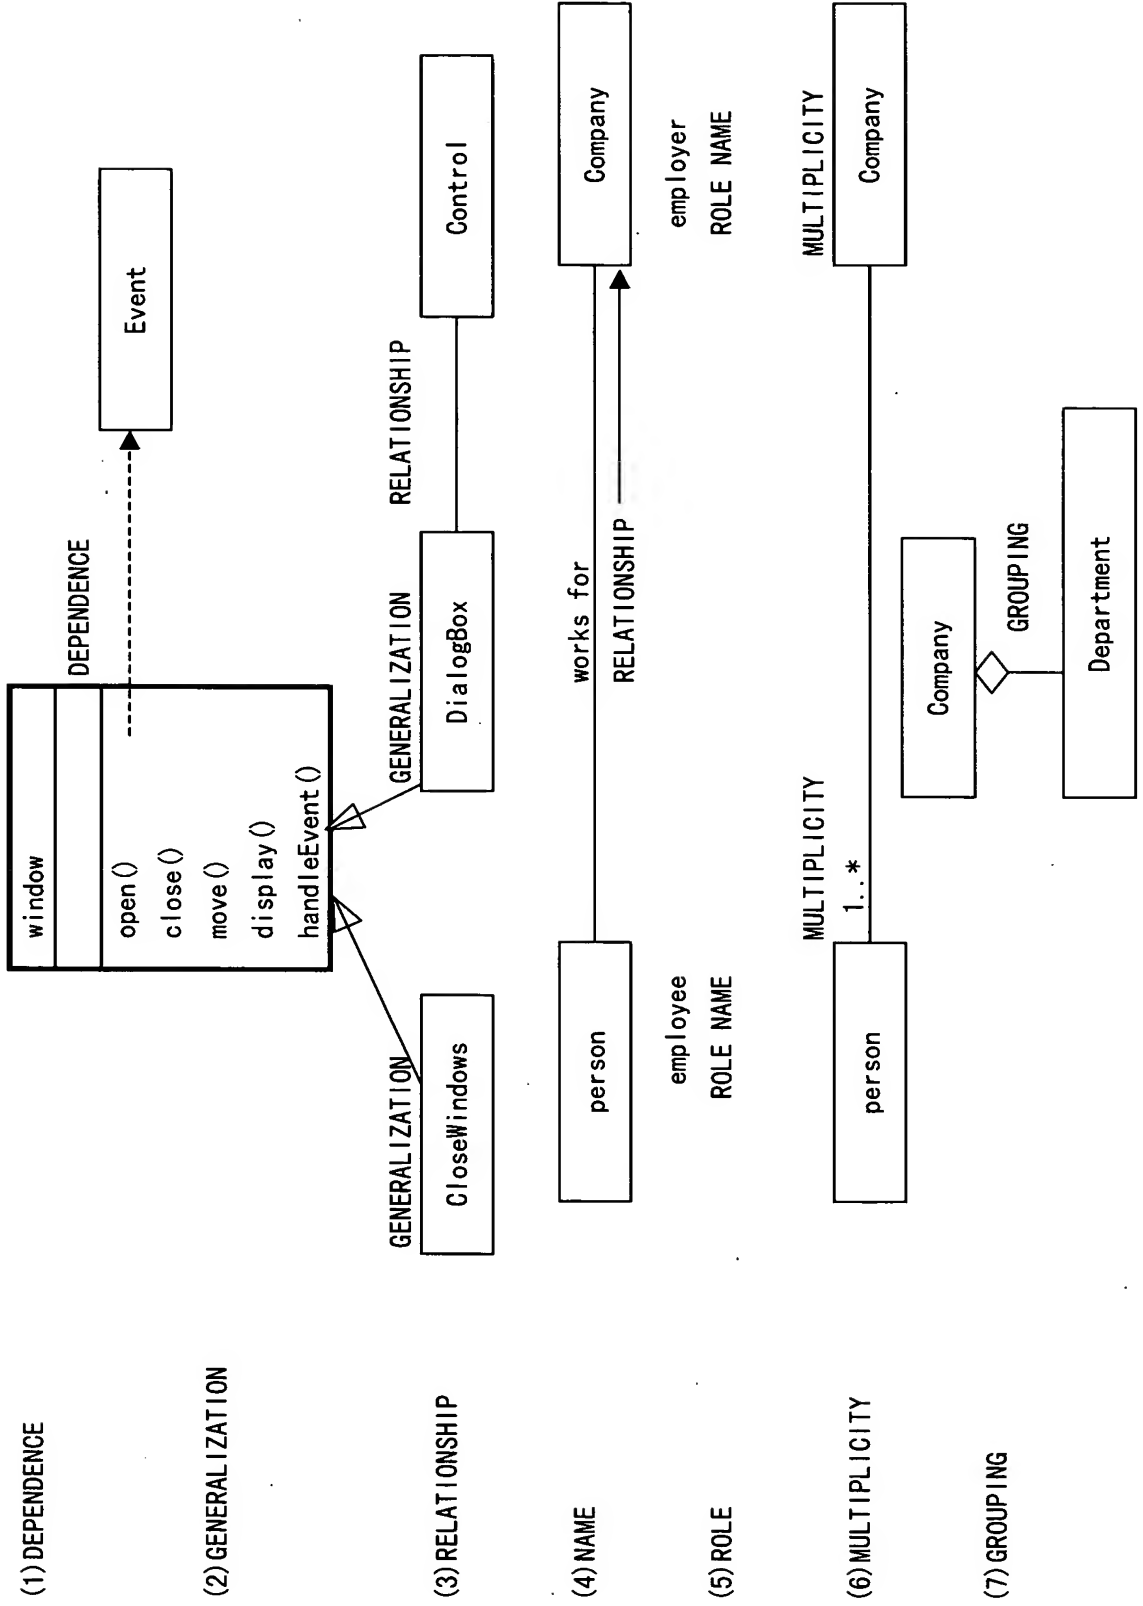 (1)DEPENDENCE
window
DEPENDENCE
Event
open()
close()
move()
display()
handleEvent()
(2)GENERALIZATION
GENERALIZATION
GENERALIZATION
RELATIONSHIP
(3)RELATIONSHIP
CloseWindows
DialogBox
Control
(4)NAME
person
works for
RELATIONSHIP
Company
(5)ROLE
employee
ROLE NAME
employer
ROLE NAME
(6)MULTIPLICITY
MULTIPLICITY
1..*
MULTIPLICITY
person
Company
(7)GROUPING
Company
GROUPING
Department